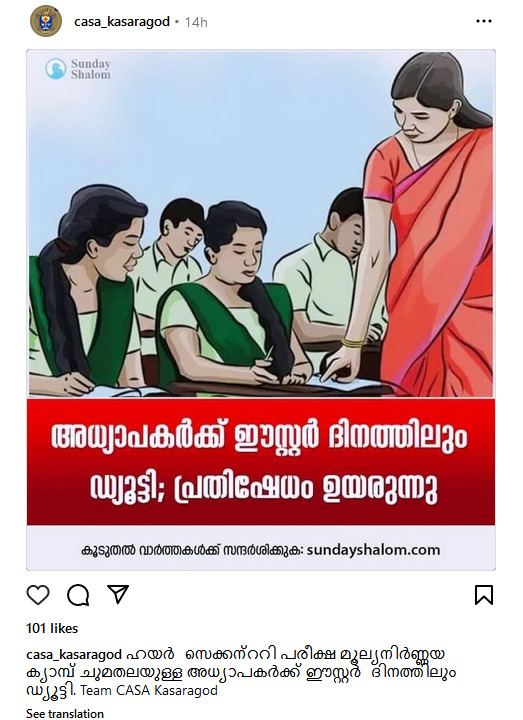 casa_kasaragod • 14h
Sunday
Shalom
അധ്യാപകർക്ക് ഈസ്റ്റർ ദിനത്തിലും
ഡ്യൂട്ടി; പ്രതിഷേധം ഉയരുന്നു
കൂടുതൽ വാർത്തകൾക്ക് സന്ദർശിക്കുക: sundayshalom.com
101 likes
casa_kasaragod ഹയർ സെക്കന്ററി പരീക്ഷ മൂല്യനിർണ്ണയ
ക്യാമ്പ് ചുമതലയുള്ള അധ്യാപകർക്ക് ഈസ്റ്റർ ദിനത്തിലും
ഡ്യൂട്ടി. Team CASA Kasaragod
See translation